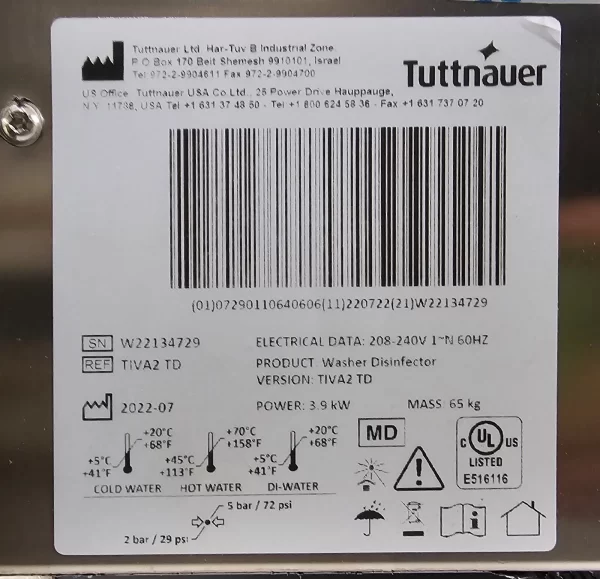 Tuttnauer Ltd. Har-Tuv B Industrial Zone.
P.O Box 170 Beit Shemesh 9910101, Israel
Tel 972-2-9904611 Fax 972-2-9904700
Tuttnauer
US Office. Tuttnauer USA Co.Ltd., 25 Power Drive Hauppauge,
N.Y. 11788, USA Tel +1 631 37 48 50 - Tel +1 800 624 58 36 - Fax +1 631 737 07 20
(01)07290110640606(11)220722(21)W22134729
SN W22134729 ELECTRICAL DATA: 208-240V 1~N 60HZ
REF TIVA2 TD PRODUCT: Washer Disinfector
VERSION: TIVA2 TD
2022-07 POWER: 3.9 kW MASS: 65 kg
+20°C +70°C +20°C
+68°F +158°F +68°F
+5°C +45°C +5°C
+41°F +113°F +41°F
COLD WATER HOT WATER DI-WATER
MD
C UL US
LISTED
E516116
5 bar / 72 psi
2 bar / 29 psi